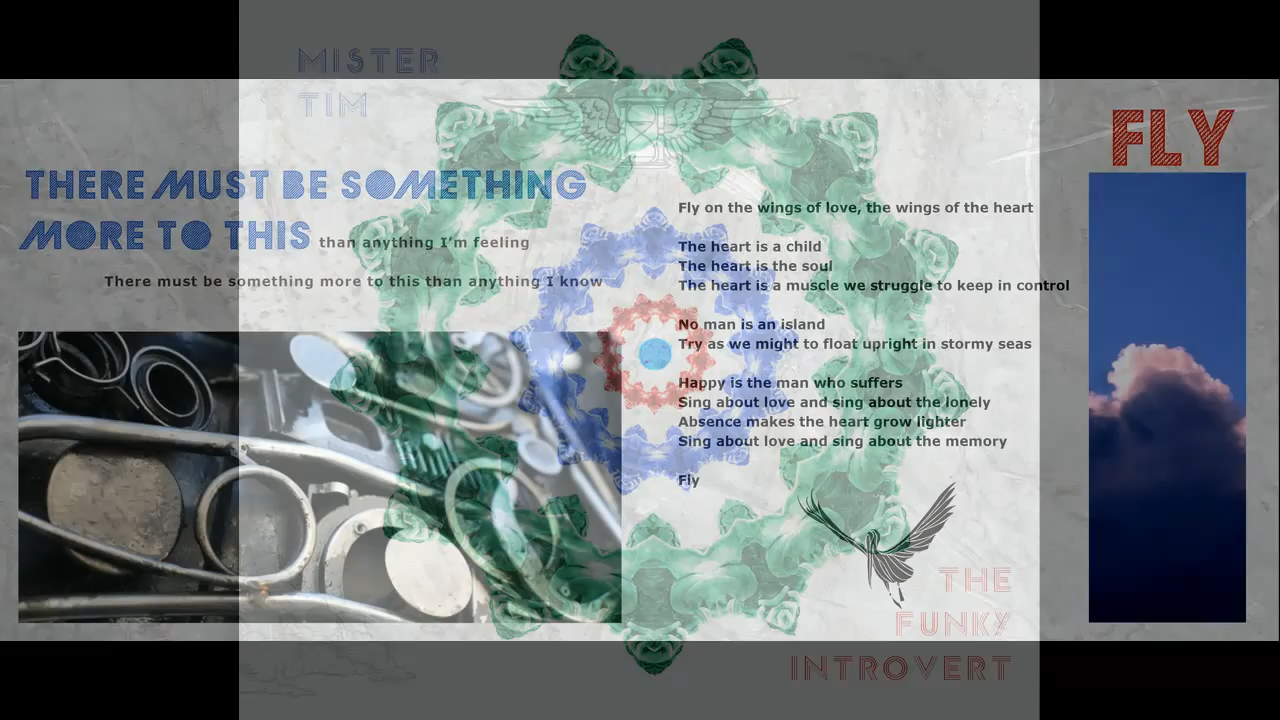 MISTER
TIM
FLY
THERE MUST BE SOMETHING
MORE TO THIS than anything I'm feeling
There must be something more to this than anything I know
Fly on the wings of love, the wings of the heart
The heart is a child
The heart is the soul
The heart is a muscle we struggle to keep in control
No man is an island
Try as we might to float upright in stormy seas
Happy is the man who suffers
Sing about love and sing about the lonely
Absence makes the heart grow lighter
Sing about love and sing about the memory
Fly
THE
FUNKY
INTROVERT